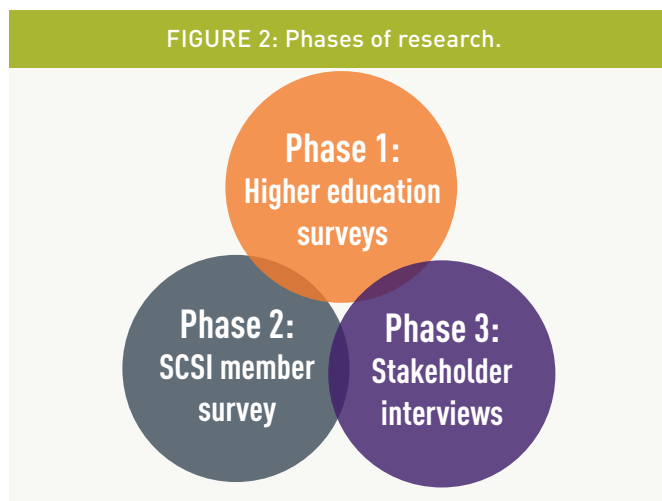 FIGURE 2: Phases of research.
Phase 1:
Higher education
surveys
Phase 2:
SCSI member
survey
Phase 3:
Stakeholder
interviews